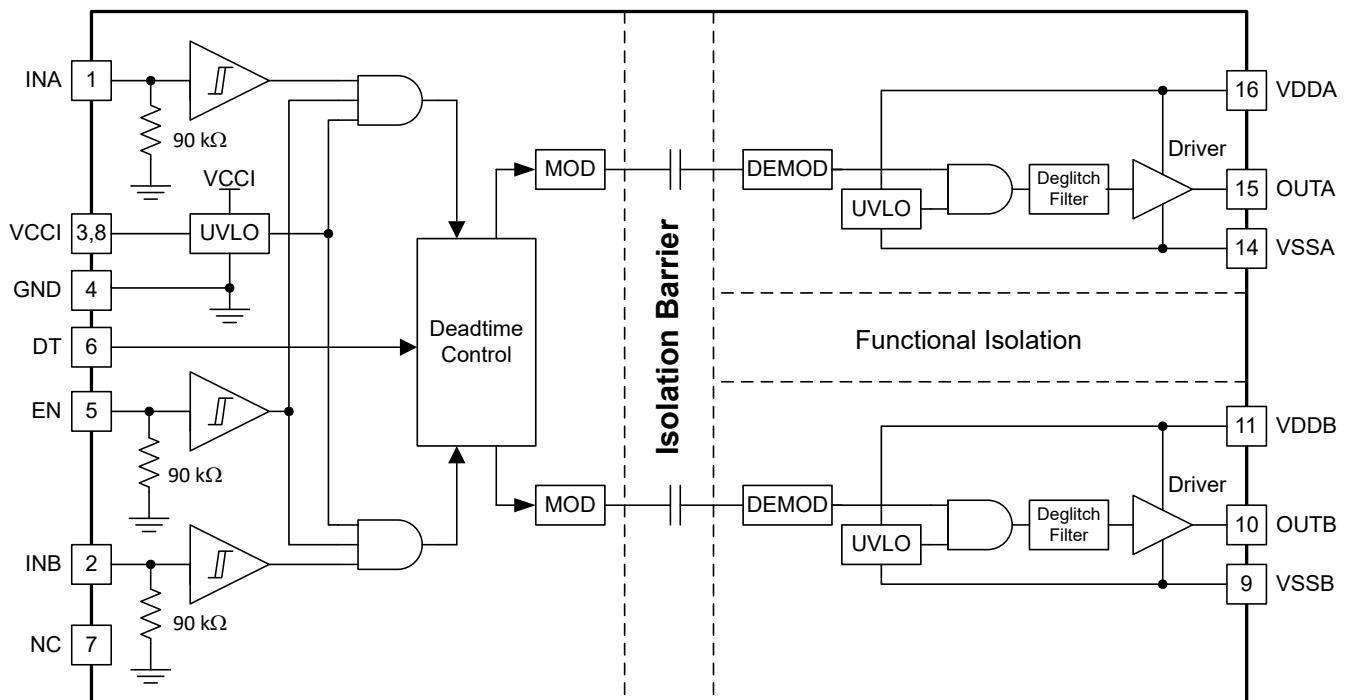 INA 1
90 kΩ
VCCI
VCCI 3,8
UVLO
GND 4
DT 6
EN 5
90 kΩ
INB 2
90 kΩ
NC 7
Deadtime
Control
MOD
MOD
Isolation Barrier
DEMOD
UVLO
Deglitch
Filter
Driver
16 VDDA
15 OUTA
14 VSSA
Functional Isolation
DEMOD
UVLO
Deglitch
Filter
Driver
11 VDDB
10 OUTB
9 VSSB